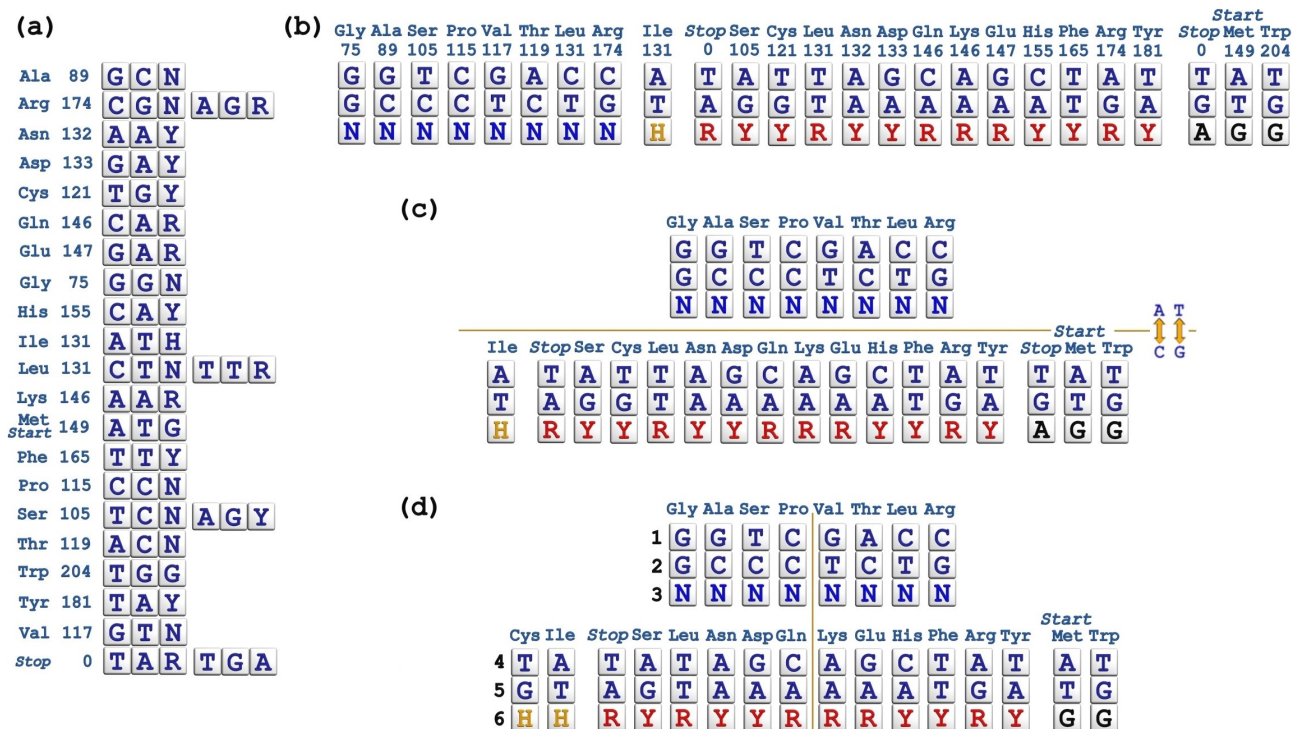 (a)
Ala 89 G C N
Arg 174 C G N A G R
Asn 132 A A Y
Asp 133 G A Y
Cys 121 T G Y
Gln 146 C A R
Glu 147 G A R
Gly 75 G G N
His 155 C A Y
Ile 131 A T H
Leu 131 C T N T T R
Lys 146 A A R
Met
Start 149 A T G
Phe 165 T T Y
Pro 115 C C N
Ser 105 T C N A G Y
Thr 119 A C N
Trp 204 T G G
Tyr 181 T A Y
Val 117 G T N
Stop 0 T A R T G A
(b)
Start
Gly Ala Ser Pro Val Thr Leu Arg Ile Stop Ser Cys Leu Asn Asp Gln Lys Glu His Phe Arg Tyr Stop Met Trp
75 89 105 115 117 119 131 174 131 0 105 121 131 132 133 146 146 147 155 165 174 181 0 149 204
G G T C G A C C A T A T T A G C A G C T A T T A T
G C C C T C T G T A G G T A A A A A A T G A G T G
N N N N N N N N H R Y Y R Y Y R R R Y Y R Y A G G
(c)
Gly Ala Ser Pro Val Thr Leu Arg
G G T C G A C C
G C C C T C T G
N N N N N N N N
A T
C G
Start
Ile Stop Ser Cys Leu Asn Asp Gln Lys Glu His Phe Arg Tyr Stop Met Trp
A T A T T A G C A G C T A T T A T
T A G G T A A A A A A T G A G T G
H R Y Y R Y Y R R R Y Y R Y A G G
(d)
Gly Ala Ser Pro Val Thr Leu Arg
1 G G T C G A C C
2 G C C C T C T G
3 N N N N N N N N
Start
Cys Ile Stop Ser Leu Asn Asp Gln Lys Glu His Phe Arg Tyr Met Trp
4 T A T A T A G C A G C T A T A T
5 G T A G T A A A A A A T G A T G
6 H H R Y R Y Y R R R Y Y R Y G G